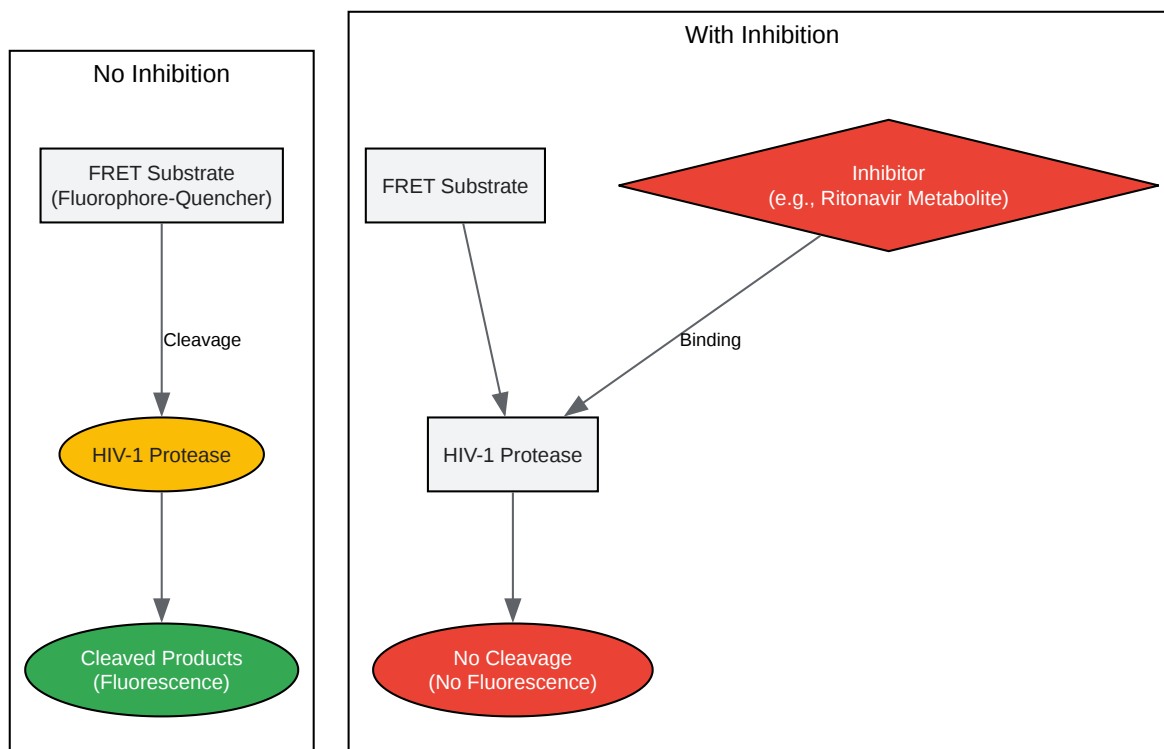 No Inhibition
FRET Substrate
(Fluorophore-Quencher)
Cleavage
HIV-1 Protease
Cleaved Products
(Fluorescence)
With Inhibition
FRET Substrate
Inhibitor
(e.g., Ritonavir Metabolite)
Binding
HIV-1 Protease
No Cleavage
(No Fluorescence)